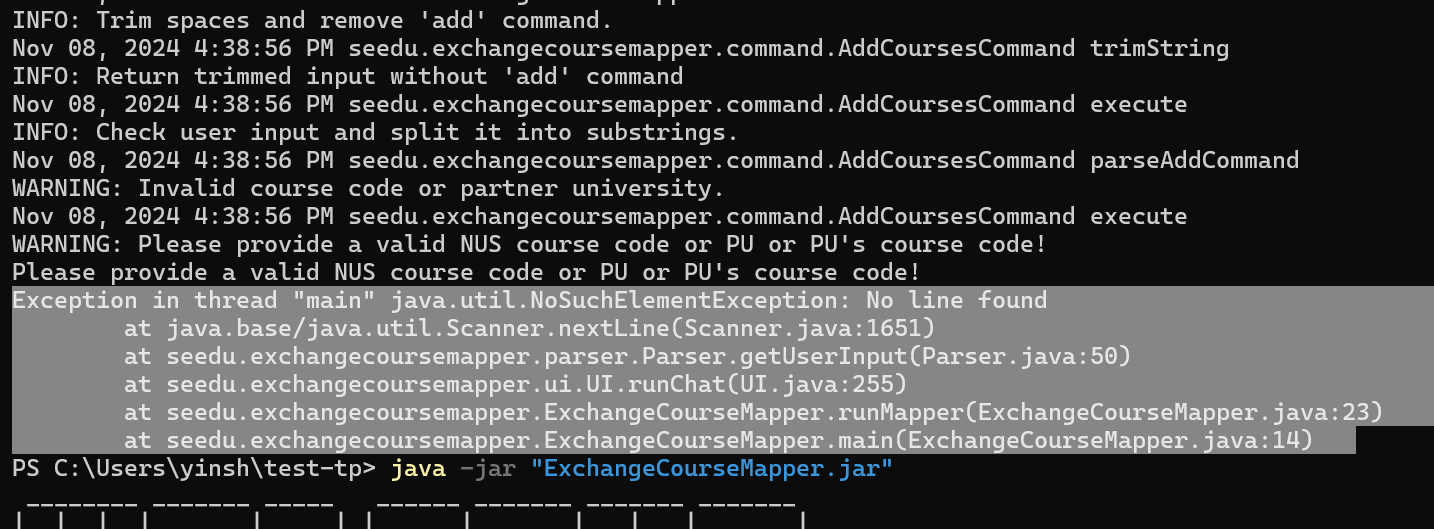 INFO: Trim spaces and remove 'add' command.
Nov 08, 2024 4:38:56 PM seedu.exchangecoursemapper.command.AddCoursesCommand trimString
INFO: Return trimmed input without 'add' command
Nov 08, 2024 4:38:56 PM seedu.exchangecoursemapper.command.AddCoursesCommand execute
INFO: Check user input and split it into substrings.
Nov 08, 2024 4:38:56 PM seedu.exchangecoursemapper.command.AddCoursesCommand parseAddCommand
WARNING: Invalid course code or partner university.
Nov 08, 2024 4:38:56 PM seedu.exchangecoursemapper.command.AddCoursesCommand execute
WARNING: Please provide a valid NUS course code or PU or PU's course code!
Please provide a valid NUS course code or PU or PU's course code!
Exception in thread "main" java.util.NoSuchElementException: No line found
at java.base/java.util.Scanner.nextLine(Scanner.java:1651)
at seedu.exchangecoursemapper.parser.Parser.getUserInput(Parser.java:50)
at seedu.exchangecoursemapper.ui.UI.runChat(UI.java:255)
at seedu.exchangecoursemapper.ExchangeCourseMapper.runMapper(ExchangeCourseMapper.java:23)
at seedu.exchangecoursemapper.ExchangeCourseMapper.main(ExchangeCourseMapper.java:14)
PS C:\Users\yinsh\test-tp> java -jar "ExchangeCourseMapper.jar"